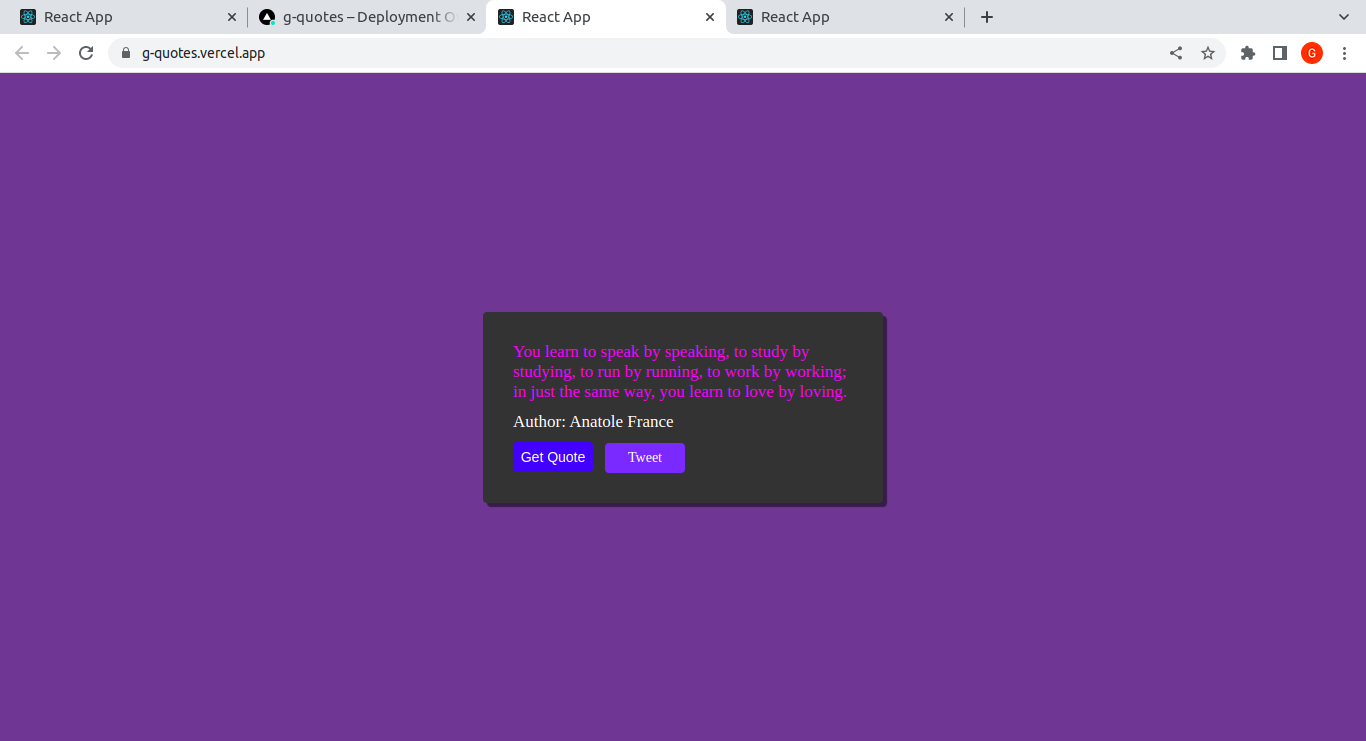 React App
g-quotes – Deployment O
React App
React App
g-quotes.vercel.app
G
You learn to speak by speaking, to study by
studying, to run by running, to work by working;
in just the same way, you learn to love by loving.
Author: Anatole France
Get Quote
Tweet